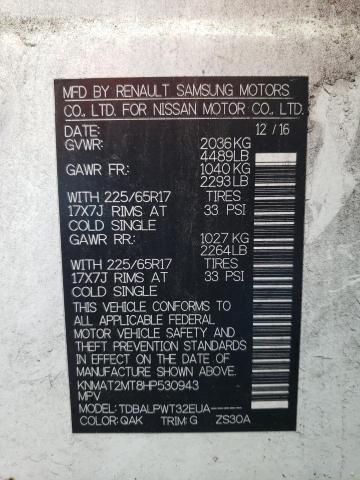 MFD BY RENAULT SAMSUNG MOTORS
CO., LTD. FOR NISSAN MOTOR CO., LTD.
DATE: 12 / 16
GVWR: 2036 KG
4489LB
GAWR FR: 1040 KG
2293LB
WITH 225/65R17 TIRES
17X7J RIMS AT 33 PSI
COLD SINGLE
GAWR RR: 1027 KG
2264LB
WITH 225/65R17 TIRES
17X7J RIMS AT 33 PSI
COLD SINGLE
THIS VEHICLE CONFORMS TO
ALL APPLICABLE FEDERAL
MOTOR VEHICLE SAFETY AND
THEFT PREVENTION STANDARDS
IN EFFECT ON THE DATE OF
MANUFACTURE SHOWN ABOVE.
KNMAT2MT8HP530943
MPV
MODEL: TDBALPWT32EUA-----
COLOR: QAK TRIM: G ZS30A